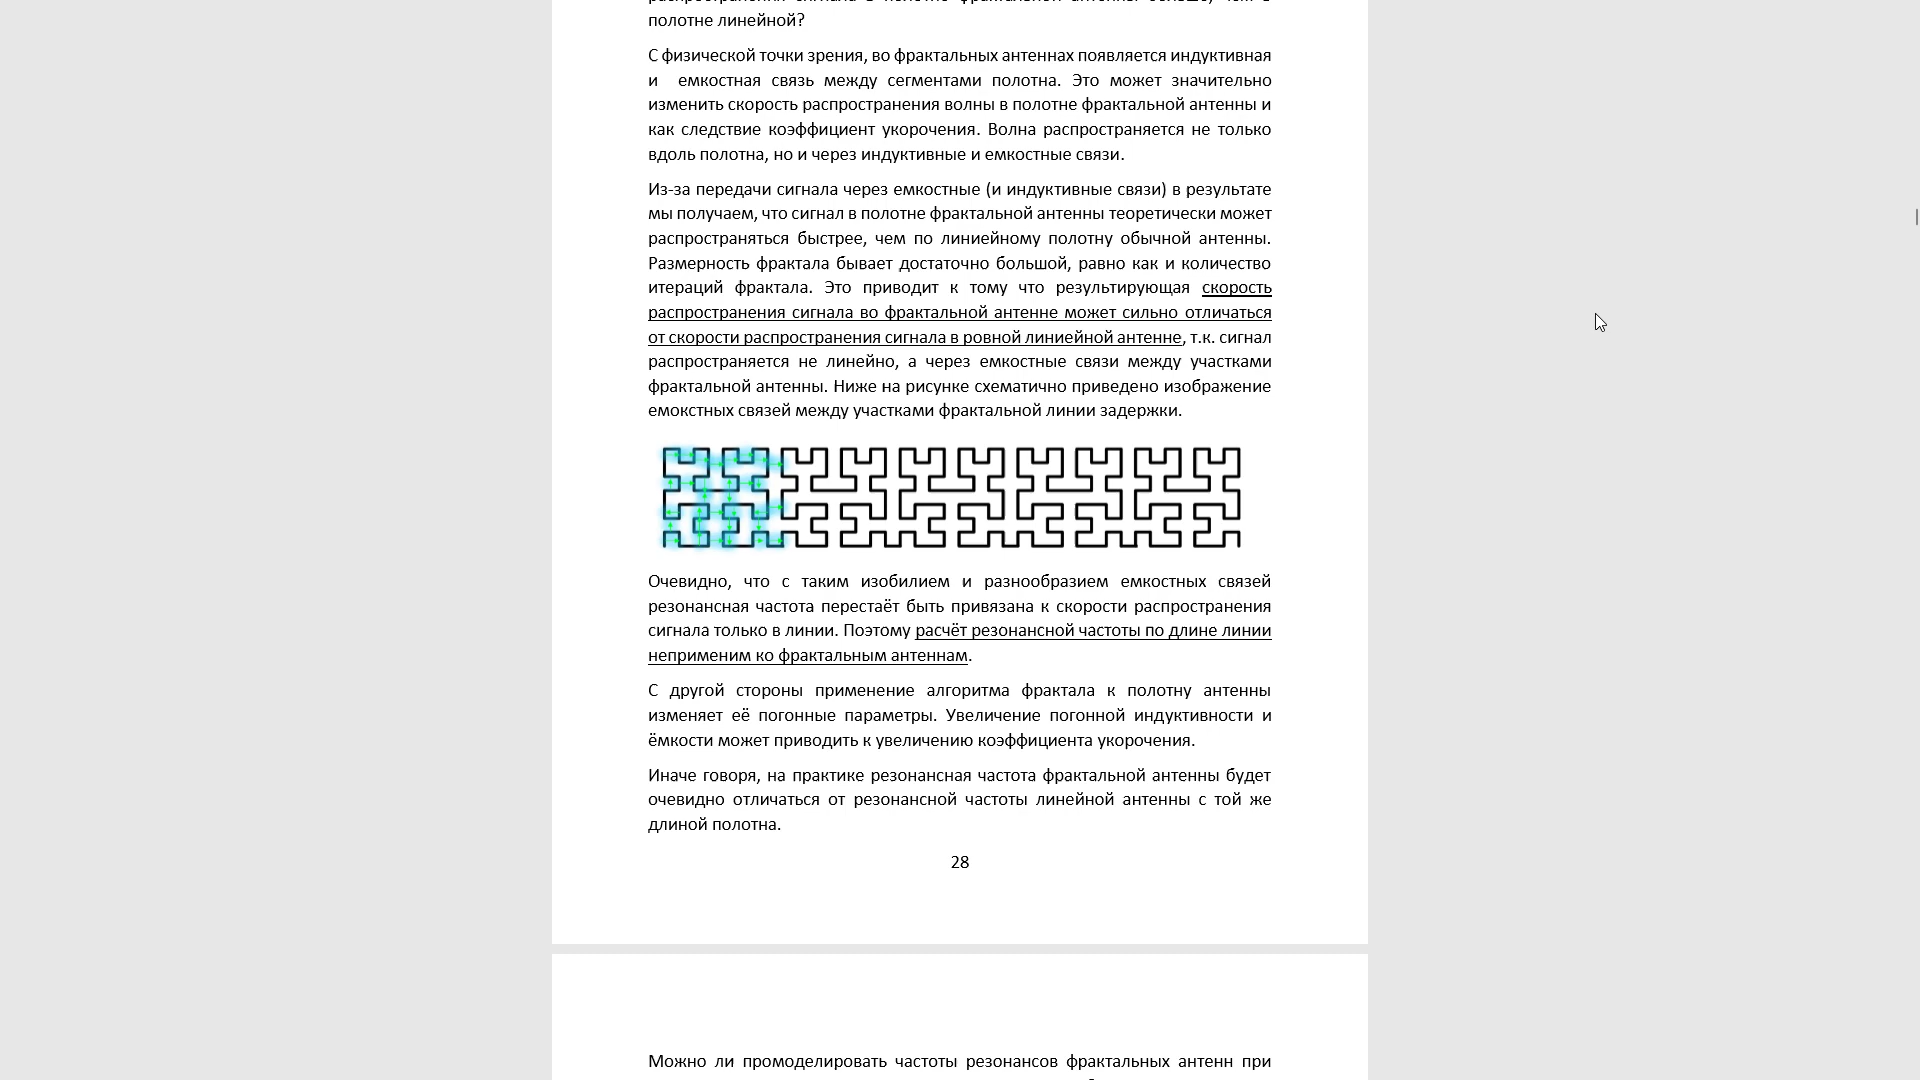 распространения сигнала в полотне фрактальной антенны больше, чем в
полотне линейной?
С физической точки зрения, во фрактальных антеннах появляется индуктивная
и емкостная связь между сегментами полотна. Это может значительно
изменить скорость распространения волны в полотне фрактальной антенны и
как следствие коэффициент укорочения. Волна распространяется не только
вдоль полотна, но и через индуктивные и емкостные связи.
Из-за передачи сигнала через емкостные (и индуктивные связи) в результате
мы получаем, что сигнал в полотне фрактальной антенны теоретически может
распространяться быстрее, чем по линиейному полотну обычной антенны.
Размерность фрактала бывает достаточно большой, равно как и количество
итераций фрактала. Это приводит к тому что результирующая скорость
распространения сигнала во фрактальной антенне может сильно отличаться
от скорости распространения сигнала в ровной линиейной антенне, т.к. сигнал
распространяется не линейно, а через емкостные связи между участками
фрактальной антенны. Ниже на рисунке схематично приведено изображение
емокстных связей между участками фрактальной линии задержки.
Очевидно, что с таким изобилием и разнообразием емкостных связей
резонансная частота перестаёт быть привязана к скорости распространения
сигнала только в линии. Поэтому расчёт резонансной частоты по длине линии
неприменим ко фрактальным антеннам.
С другой стороны применение алгоритма фрактала к полотну антенны
изменяет её погонные параметры. Увеличение погонной индуктивности и
ёмкости может приводить к увеличению коэффициента укорочения.
Иначе говоря, на практике резонансная частота фрактальной антенны будет
очевидно отличаться от резонансной частоты линейной антенны с той же
длиной полотна.
28
Можно ли промоделировать частоты резонансов фрактальных антенн при